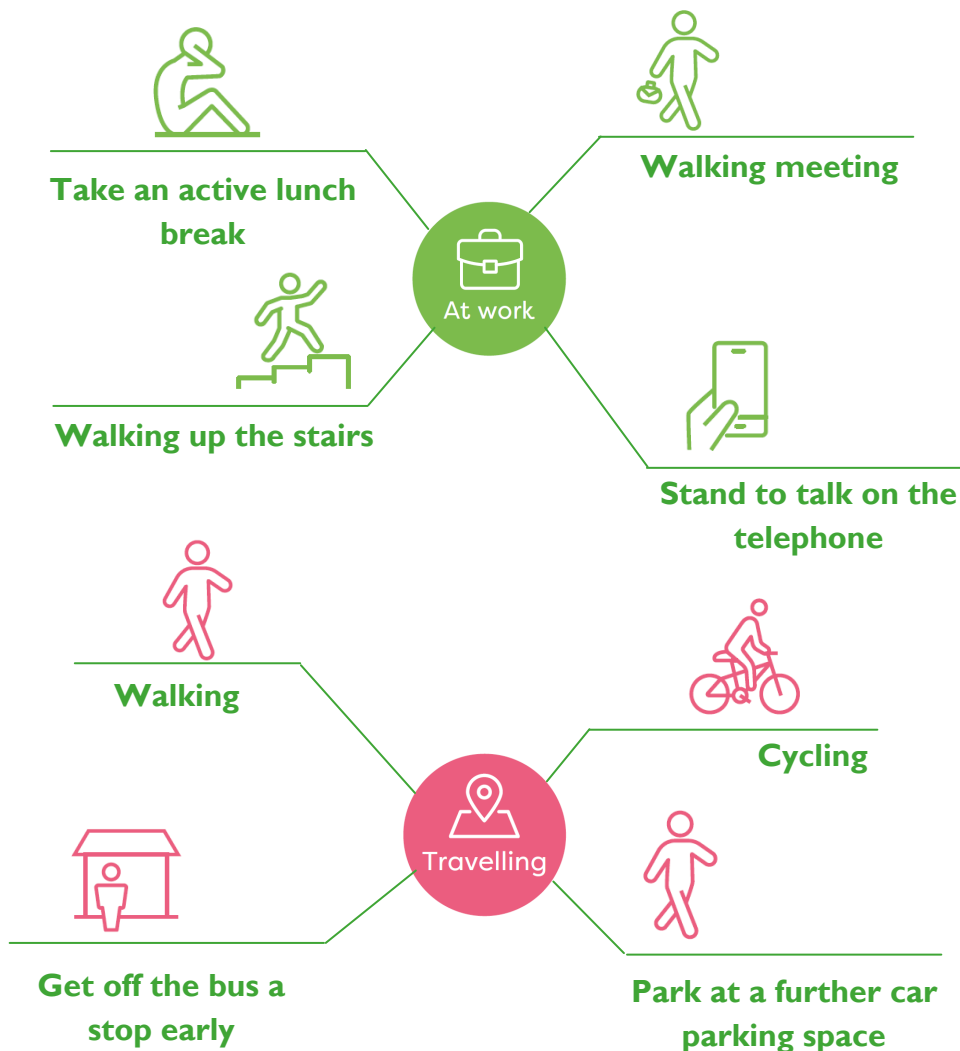 Take an active lunch
break
Walking meeting
At work
Walking up the stairs
Stand to talk on the
telephone
Walking
Cycling
Travelling
Get off the bus a
stop early
Park at a further car
parking space